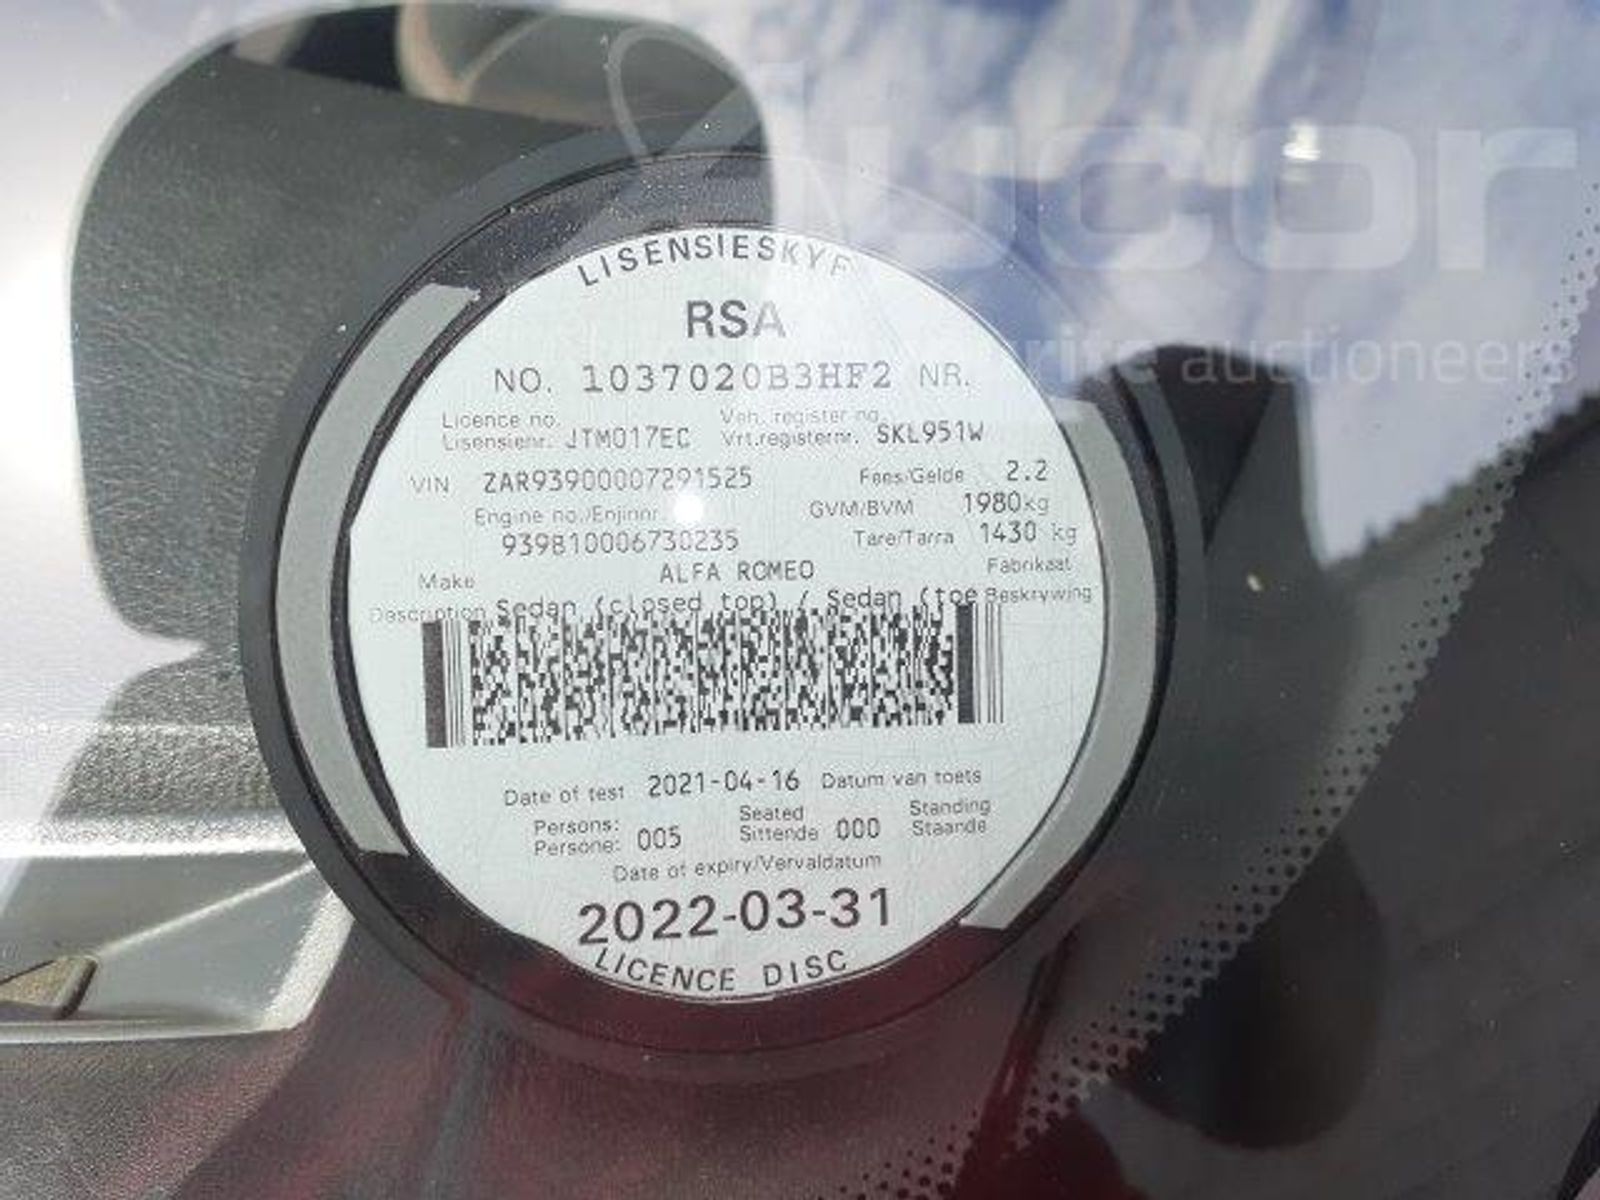 LISENSIESKYF
RSA
NO. 1037020B3HF2 NR.
Licence no. Veh. register no.
Lisensienr. JTM017EC Vrt.registernr. SKL951W
VIN ZAR93900007291525 Fees/Gelde 2.2
Engine no./Enjinnr. GVM/BVM 1980kg
939810006730235 Tare/Tarra 1430 kg
Make ALFA ROMEO Fabrikaat
Description Sedan (closed top) / Sedan (toe Beskrywing
Date of test 2021-04-16 Datum van toets
Persons: Seated Standing
Persone: 005 Sittende 000 Staande
Date of expiry/Vervaldatum
2022-03-31
LICENCE DISC
aucor
auctioneers